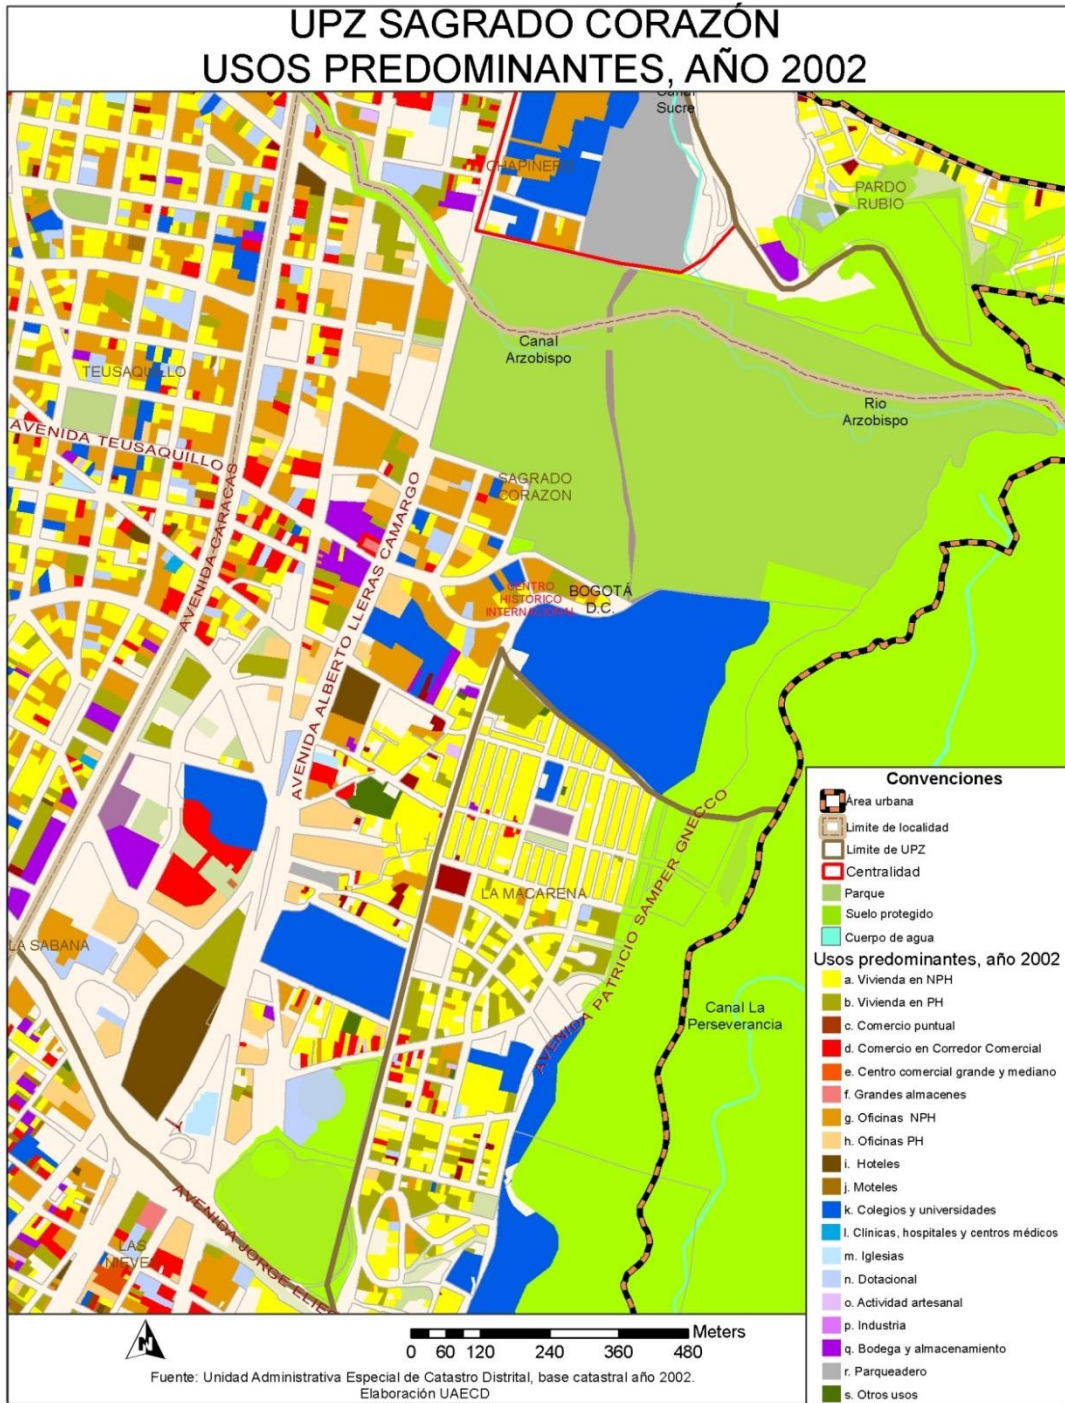 UPZ SAGRADO CORAZÓN
USOS PREDOMINANTES, AÑO 2002
Canal
Sucre
CHAPINERO
PARDO
RUBIO
Canal
Arzobispo
TEUSAQUILLO
Rio
Arzobispo
AVENIDA TEUSAQUILLO
AVENIDA CARACAS
SAGRADO
CORAZON
AVENIDA ALBERTO LLERAS CAMARGO
CENTRO
HISTÓRICO
INTERNACIONAL
BOGOTÁ
D.C.
AVENIDA PATRICIO SAMPER GNECCO
LA MACARENA
LA SABANA
Canal La
Perseverancia
AVENIDA JORGE ELIEC
LAS
NIEVE
Convenciones
Área urbana
Limite de localidad
Limite de UPZ
Centralidad
Parque
Suelo protegido
Cuerpo de agua
Usos predominantes, año 2002
a. Vivienda en NPH
b. Vivienda en PH
c. Comercio puntual
d. Comercio en Corredor Comercial
e. Centro comercial grande y mediano
f. Grandes almacenes
g. Oficinas NPH
h. Oficinas PH
i. Hoteles
j. Moteles
k. Colegios y universidades
l. Clínicas, hospitales y centros médicos
m. Iglesias
n. Dotacional
o. Actividad artesanal
p. Industria
q. Bodega y almacenamiento
r. Parqueadero
s. Otros usos
N
Meters
0 60 120 240 360 480
Fuente: Unidad Administrativa Especial de Catastro Distrital, base catastral año 2002.
Elaboración UAECD